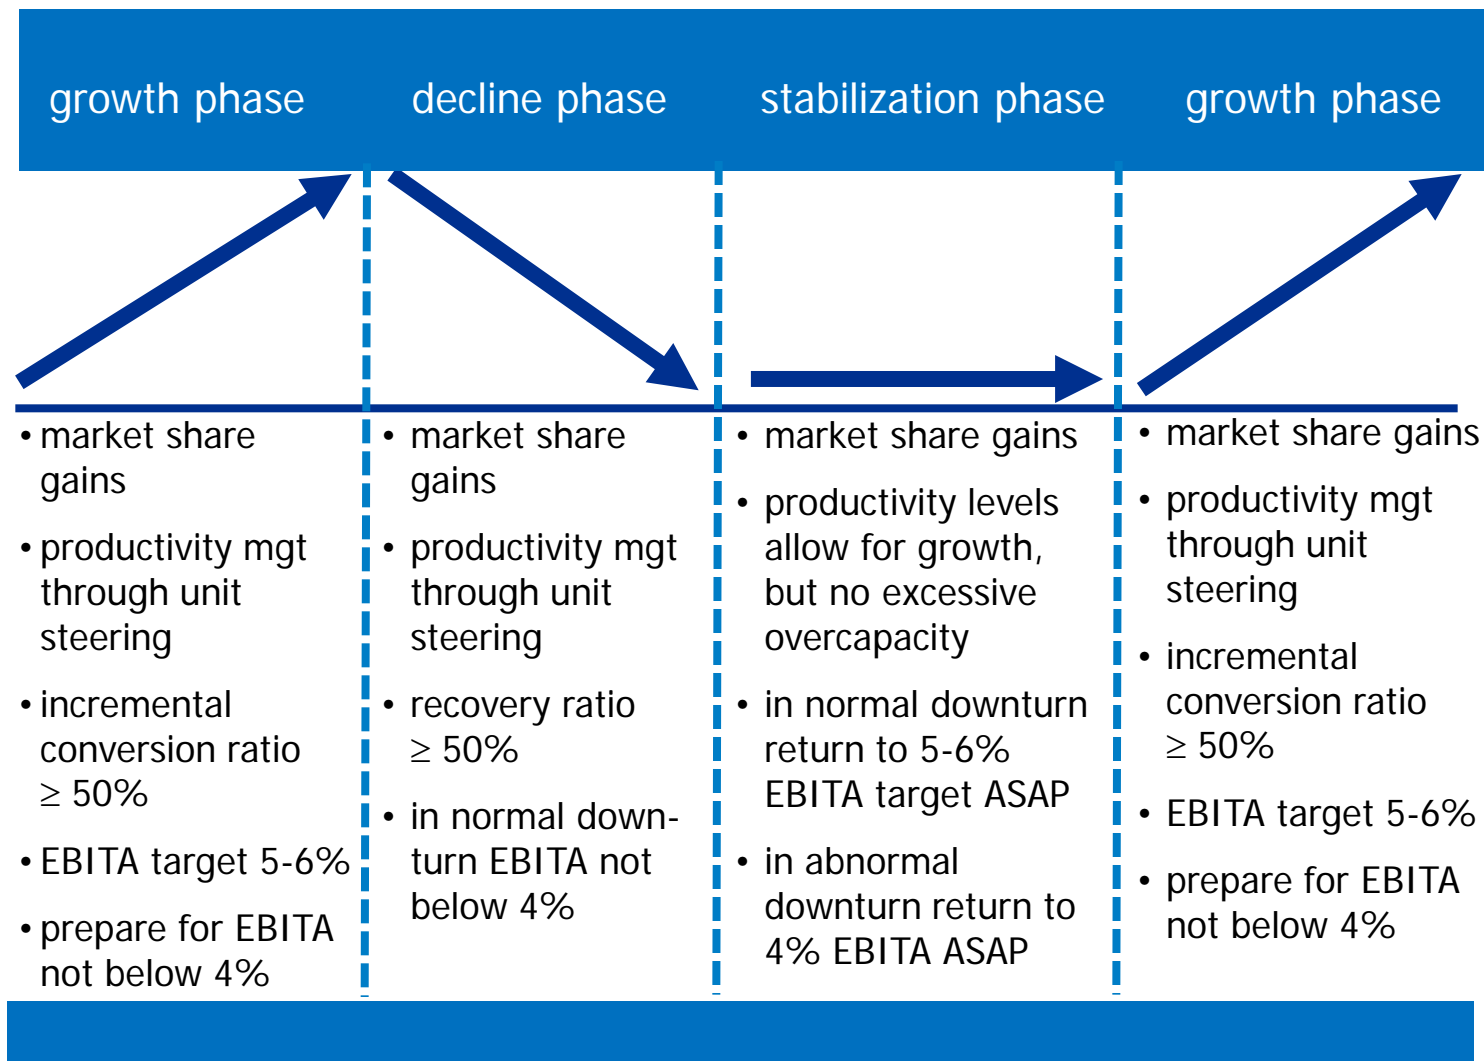 growth phase
decline phase
stabilization phase
growth phase
• market share
gains
• productivity mgt
through unit
steering
• incremental
conversion ratio
≥ 50%
• EBITA target 5-6%
• prepare for EBITA
not below 4%
• market share
gains
• productivity mgt
through unit
steering
• recovery ratio
≥ 50%
• in normal down-
turn EBITA not
below 4%
• market share gains
• productivity levels
allow for growth,
but no excessive
overcapacity
• in normal downturn
return to 5-6%
EBITA target ASAP
• in abnormal
downturn return to
4% EBITA ASAP
• market share gains
• productivity mgt
through unit
steering
• incremental
conversion ratio
≥ 50%
• EBITA target 5-6%
• prepare for EBITA
not below 4%